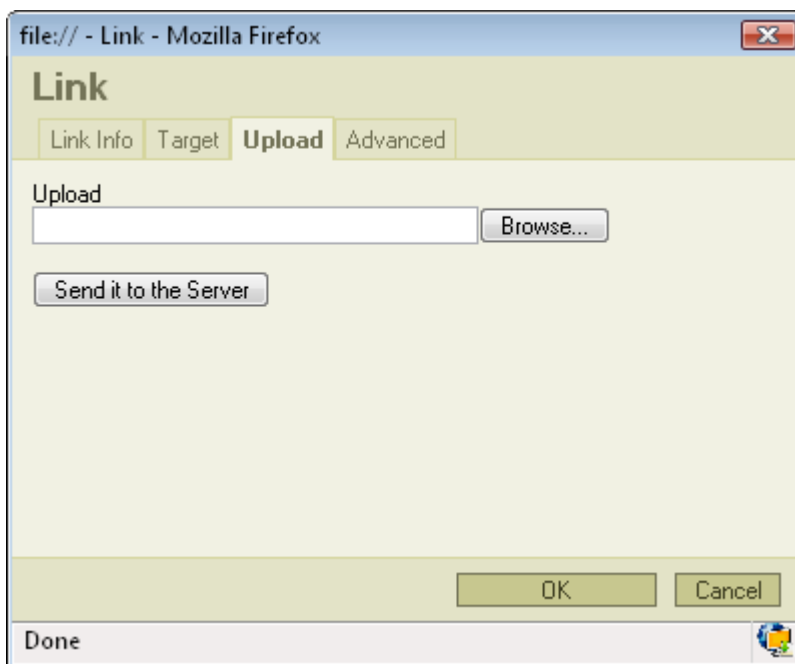 file:// - Link - Mozilla Firefox
Link
Link Info Target Upload Advanced
Upload
Browse...
Send it to the Server
OK Cancel
Done